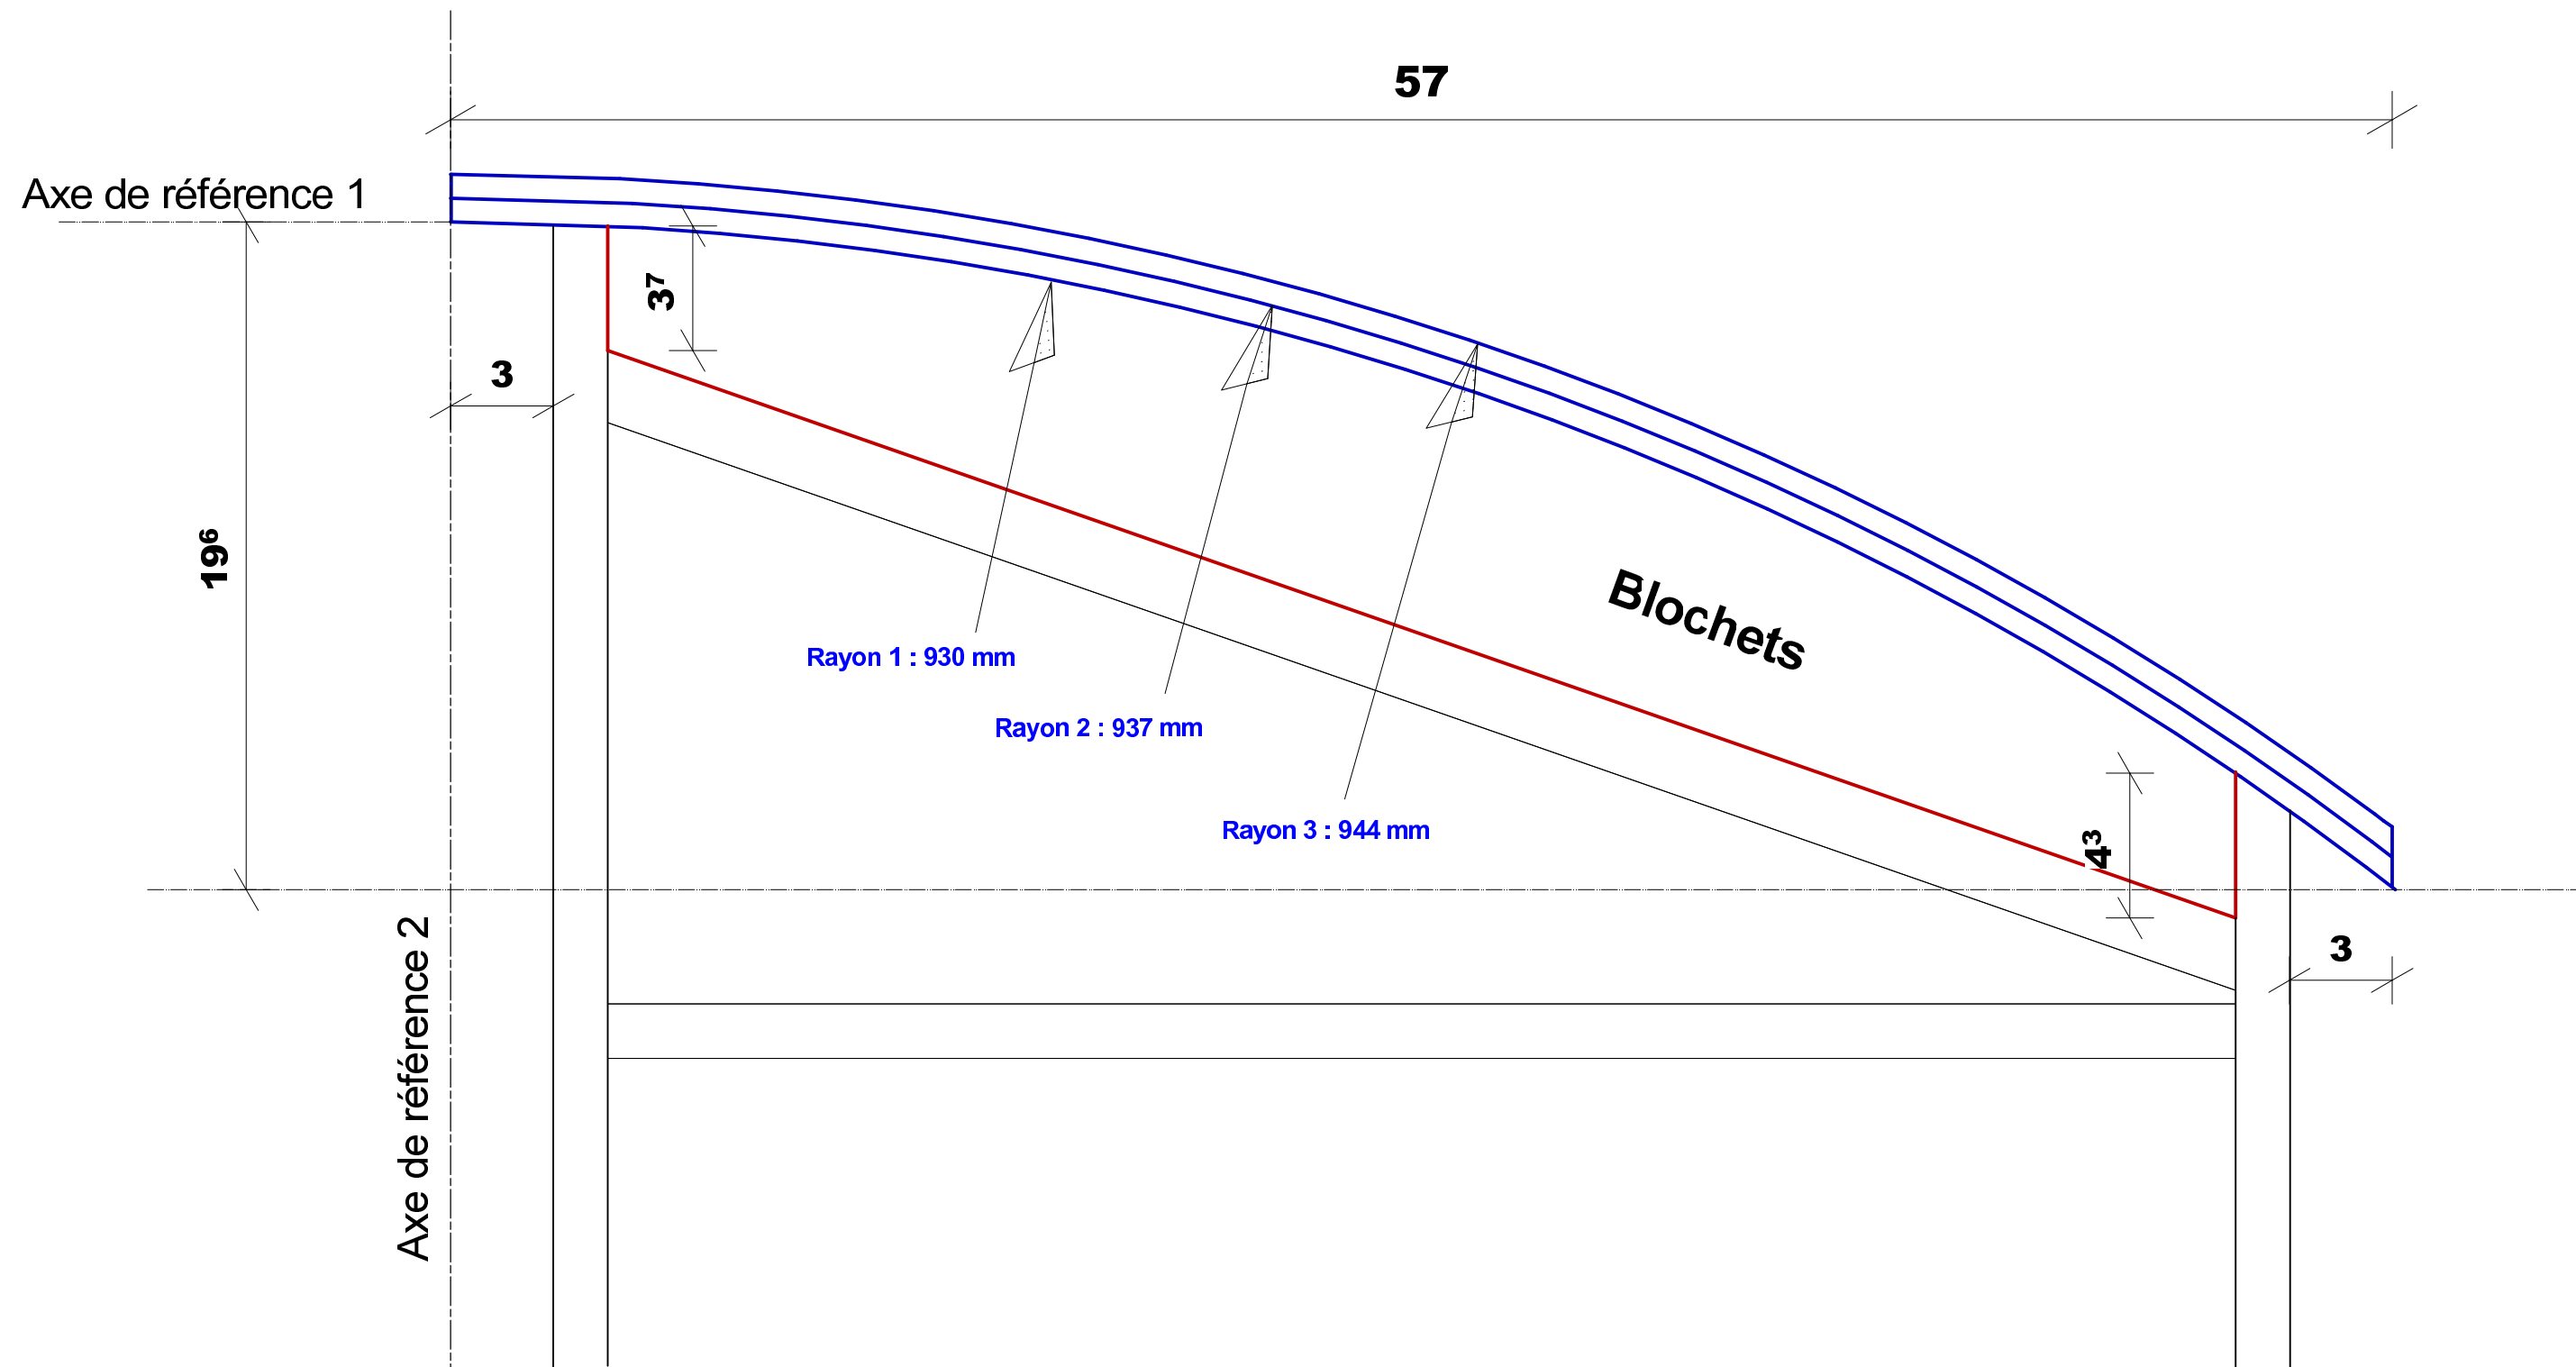 57
Axe de référence 1
3⁷
3
19⁶
Blochets
Rayon 1 : 930 mm
Rayon 2 : 937 mm
Rayon 3 : 944 mm
4³
3
Axe de référence 2